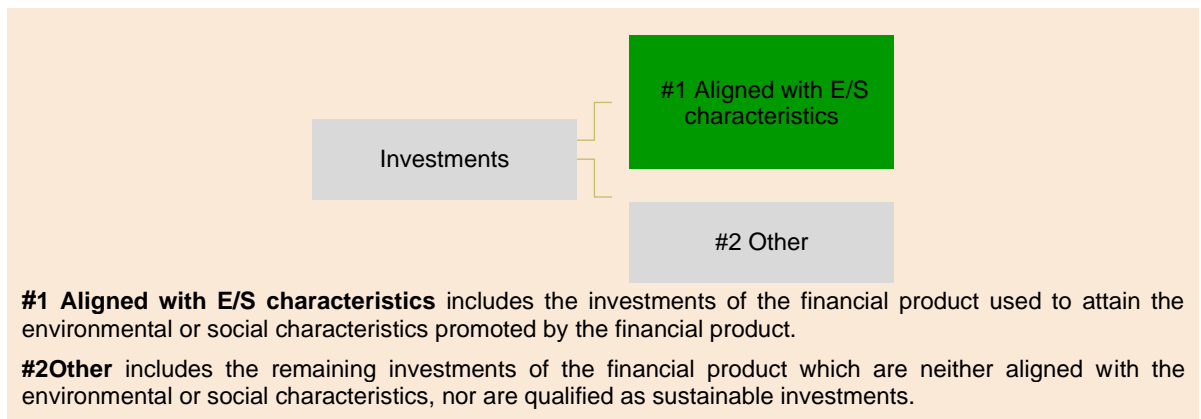 #1 Aligned with E/S
characteristics
Investments
#2 Other
#1 Aligned with E/S characteristics includes the investments of the financial product used to attain the
environmental or social characteristics promoted by the financial product.
#2Other includes the remaining investments of the financial product which are neither aligned with the
environmental or social characteristics, nor are qualified as sustainable investments.